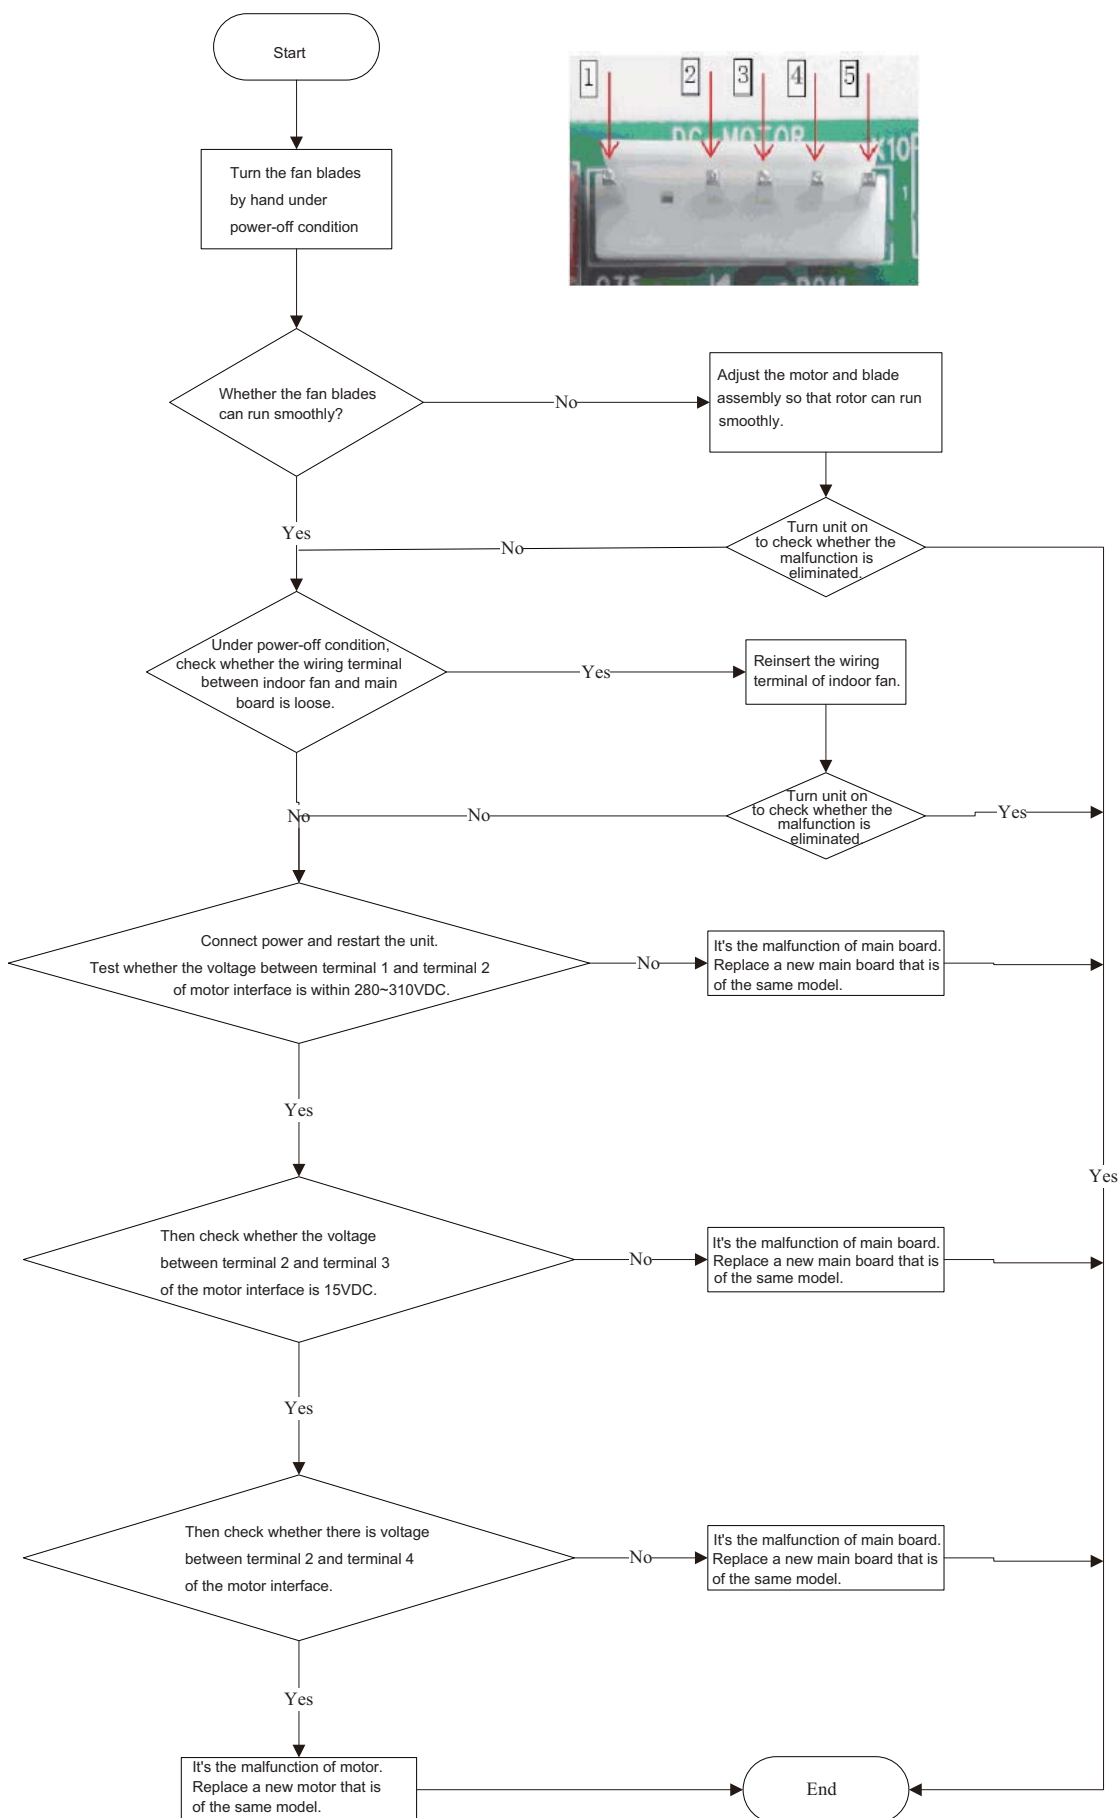 Start
1
2
3
4
5
DC MOTOR
1
Turn the fan blades
by hand under
power-off condition
Whether the fan blades
can run smoothly?
No
Adjust the motor and blade
assembly so that rotor can run
smoothly.
Yes
Turn unit on
to check whether the
malfunction is
eliminated.
No
Under power-off condition,
check whether the wiring terminal
between indoor fan and main
board is loose.
Yes
Reinsert the wiring
terminal of indoor fan.
Turn unit on
to check whether the
malfunction is
eliminated.
No
No
Yes
Connect power and restart the unit.
Test whether the voltage between terminal 1 and terminal 2
of motor interface is within 280~310VDC.
No
It's the malfunction of main board.
Replace a new main board that is
of the same model.
Yes
Yes
Then check whether the voltage
between terminal 2 and terminal 3
of the motor interface is 15VDC.
No
It's the malfunction of main board.
Replace a new main board that is
of the same model.
Yes
Then check whether there is voltage
between terminal 2 and terminal 4
of the motor interface.
No
It's the malfunction of main board.
Replace a new main board that is
of the same model.
Yes
It's the malfunction of motor.
Replace a new motor that is
of the same model.
End